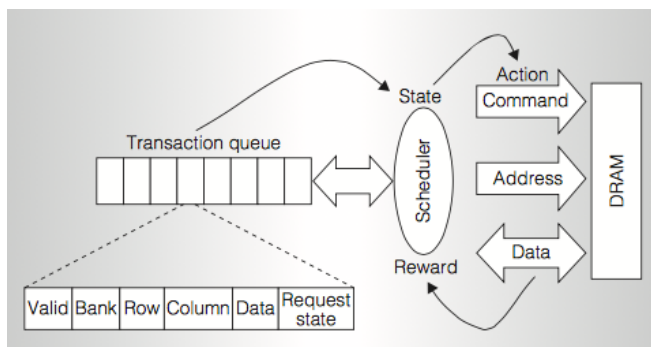 Action
State
Command
Transaction queue
Scheduler
Address
DRAM
Data
Reward
Valid Bank Row Column Data Request
state